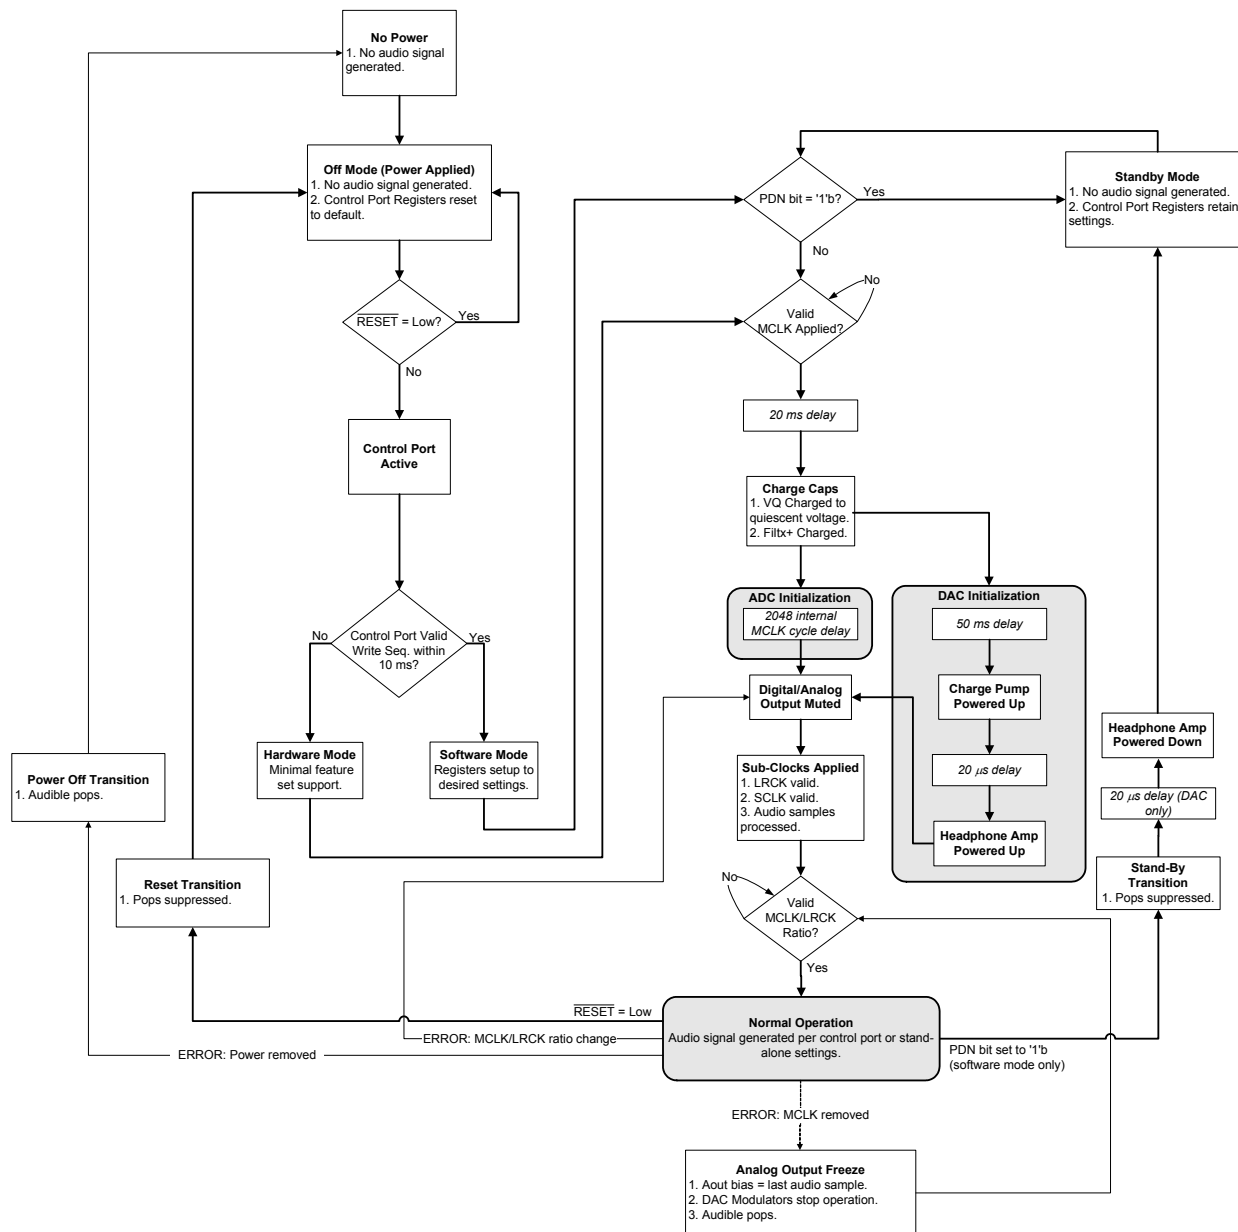 No Power
1. No audio signal
generated.
Off Mode (Power Applied)
1. No audio signal generated.
2. Control Port Registers reset
to default.
RESET = Low?
Yes
No
Control Port
Active
Control Port Valid
Write Seq. within
10 ms?
No
Yes
Hardware Mode
Minimal feature
set support.
Software Mode
Registers setup to
desired settings.
Power Off Transition
1. Audible pops.
Reset Transition
1. Pops suppressed.
PDN bit = '1'b?
Yes
No
Standby Mode
1. No audio signal generated.
2. Control Port Registers retain
settings.
Valid
MCLK Applied?
No
20 ms delay
Charge Caps
1. VQ Charged to
quiescent voltage.
2. Filtx+ Charged.
ADC Initialization
2048 internal
MCLK cycle delay
DAC Initialization
50 ms delay
Charge Pump
Powered Up
20 μs delay
Headphone Amp
Powered Up
Digital/Analog
Output Muted
Sub-Clocks Applied
1. LRCK valid.
2. SCLK valid.
3. Audio samples
processed.
No
Valid
MCLK/LRCK
Ratio?
Yes
Headphone Amp
Powered Down
20 μs delay (DAC
only)
Stand-By
Transition
1. Pops suppressed.
RESET = Low
ERROR: MCLK/LRCK ratio change
ERROR: Power removed
Normal Operation
Audio signal generated per control port or stand-
alone settings.
PDN bit set to '1'b
(software mode only)
ERROR: MCLK removed
Analog Output Freeze
1. Aout bias = last audio sample.
2. DAC Modulators stop operation.
3. Audible pops.